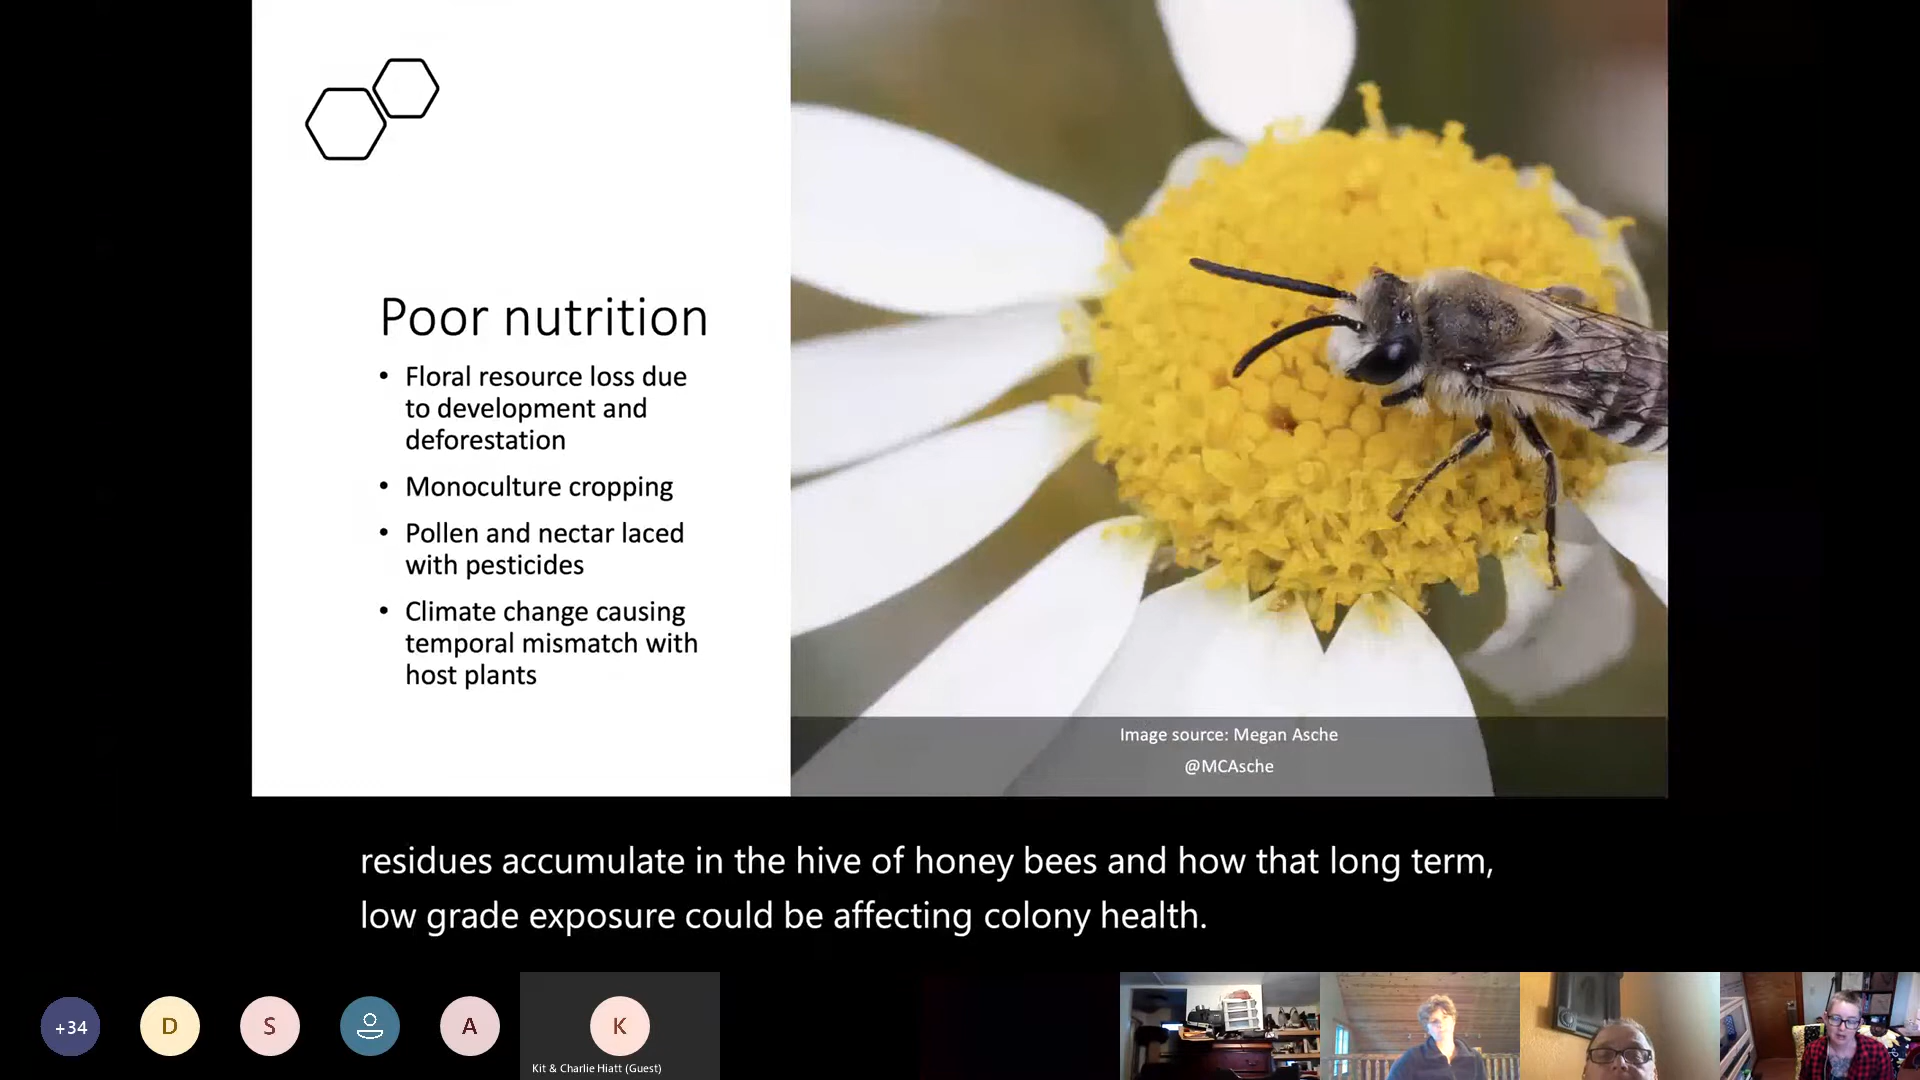 Poor nutrition
• Floral resource loss due
to development and
deforestation
• Monoculture cropping
• Pollen and nectar laced
with pesticides
• Climate change causing
temporal mismatch with
host plants
Image source: Megan Asche
@MCAsche
residues accumulate in the hive of honey bees and how that long term,
low grade exposure could be affecting colony health.
+34
D
S
A
K
Kit & Charlie Hiatt (Guest)